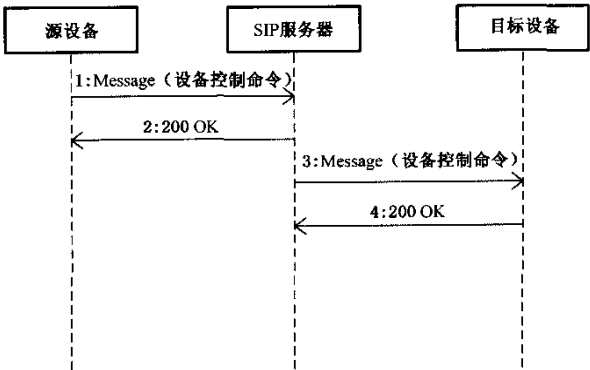 源设备
SIP服务器
目标设备
1:Message（设备控制命令）
2:200 OK
3:Message（设备控制命令）
4:200 OK